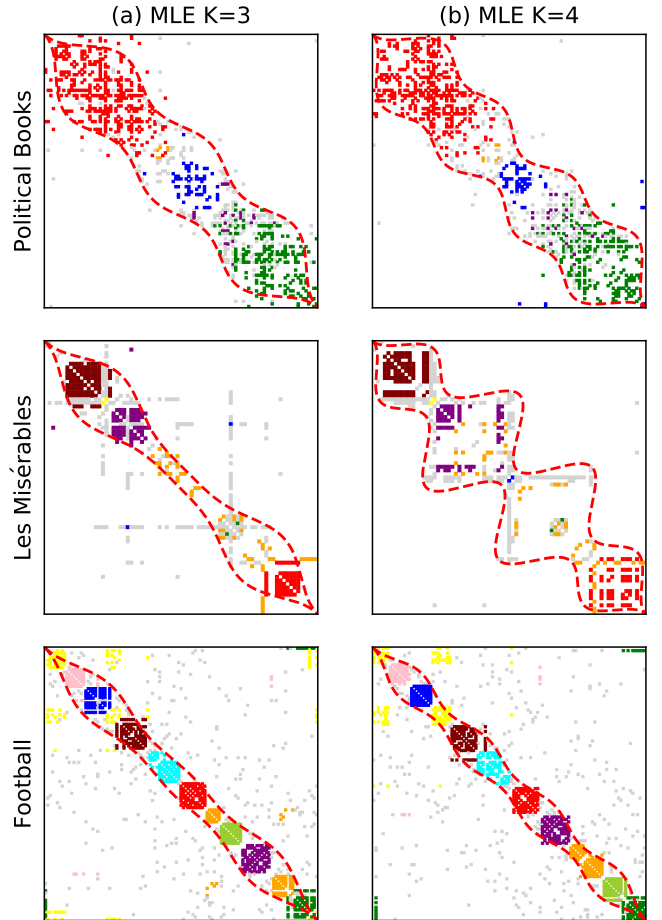 (a) MLE K=3
(b) MLE K=4
Political Books
Les Misérables
Football